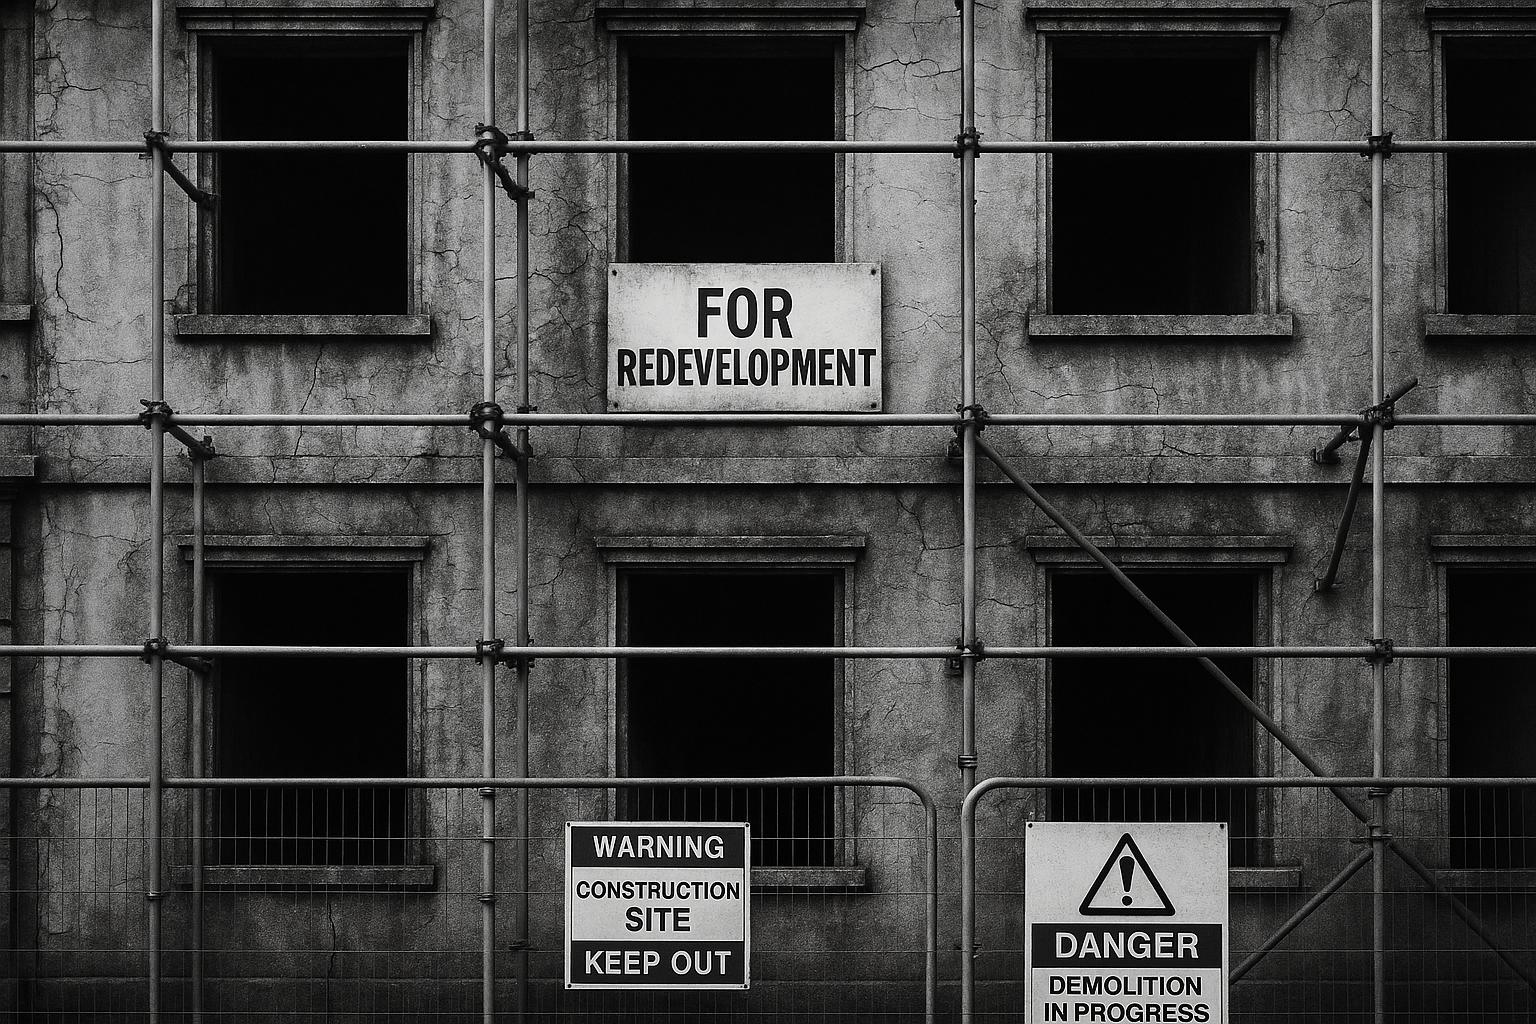 FOR
REDEVELOPMENT
WARNING
CONSTRUCTION
SITE
KEEP OUT
DANGER
DEMOLITION
IN PROGRESS